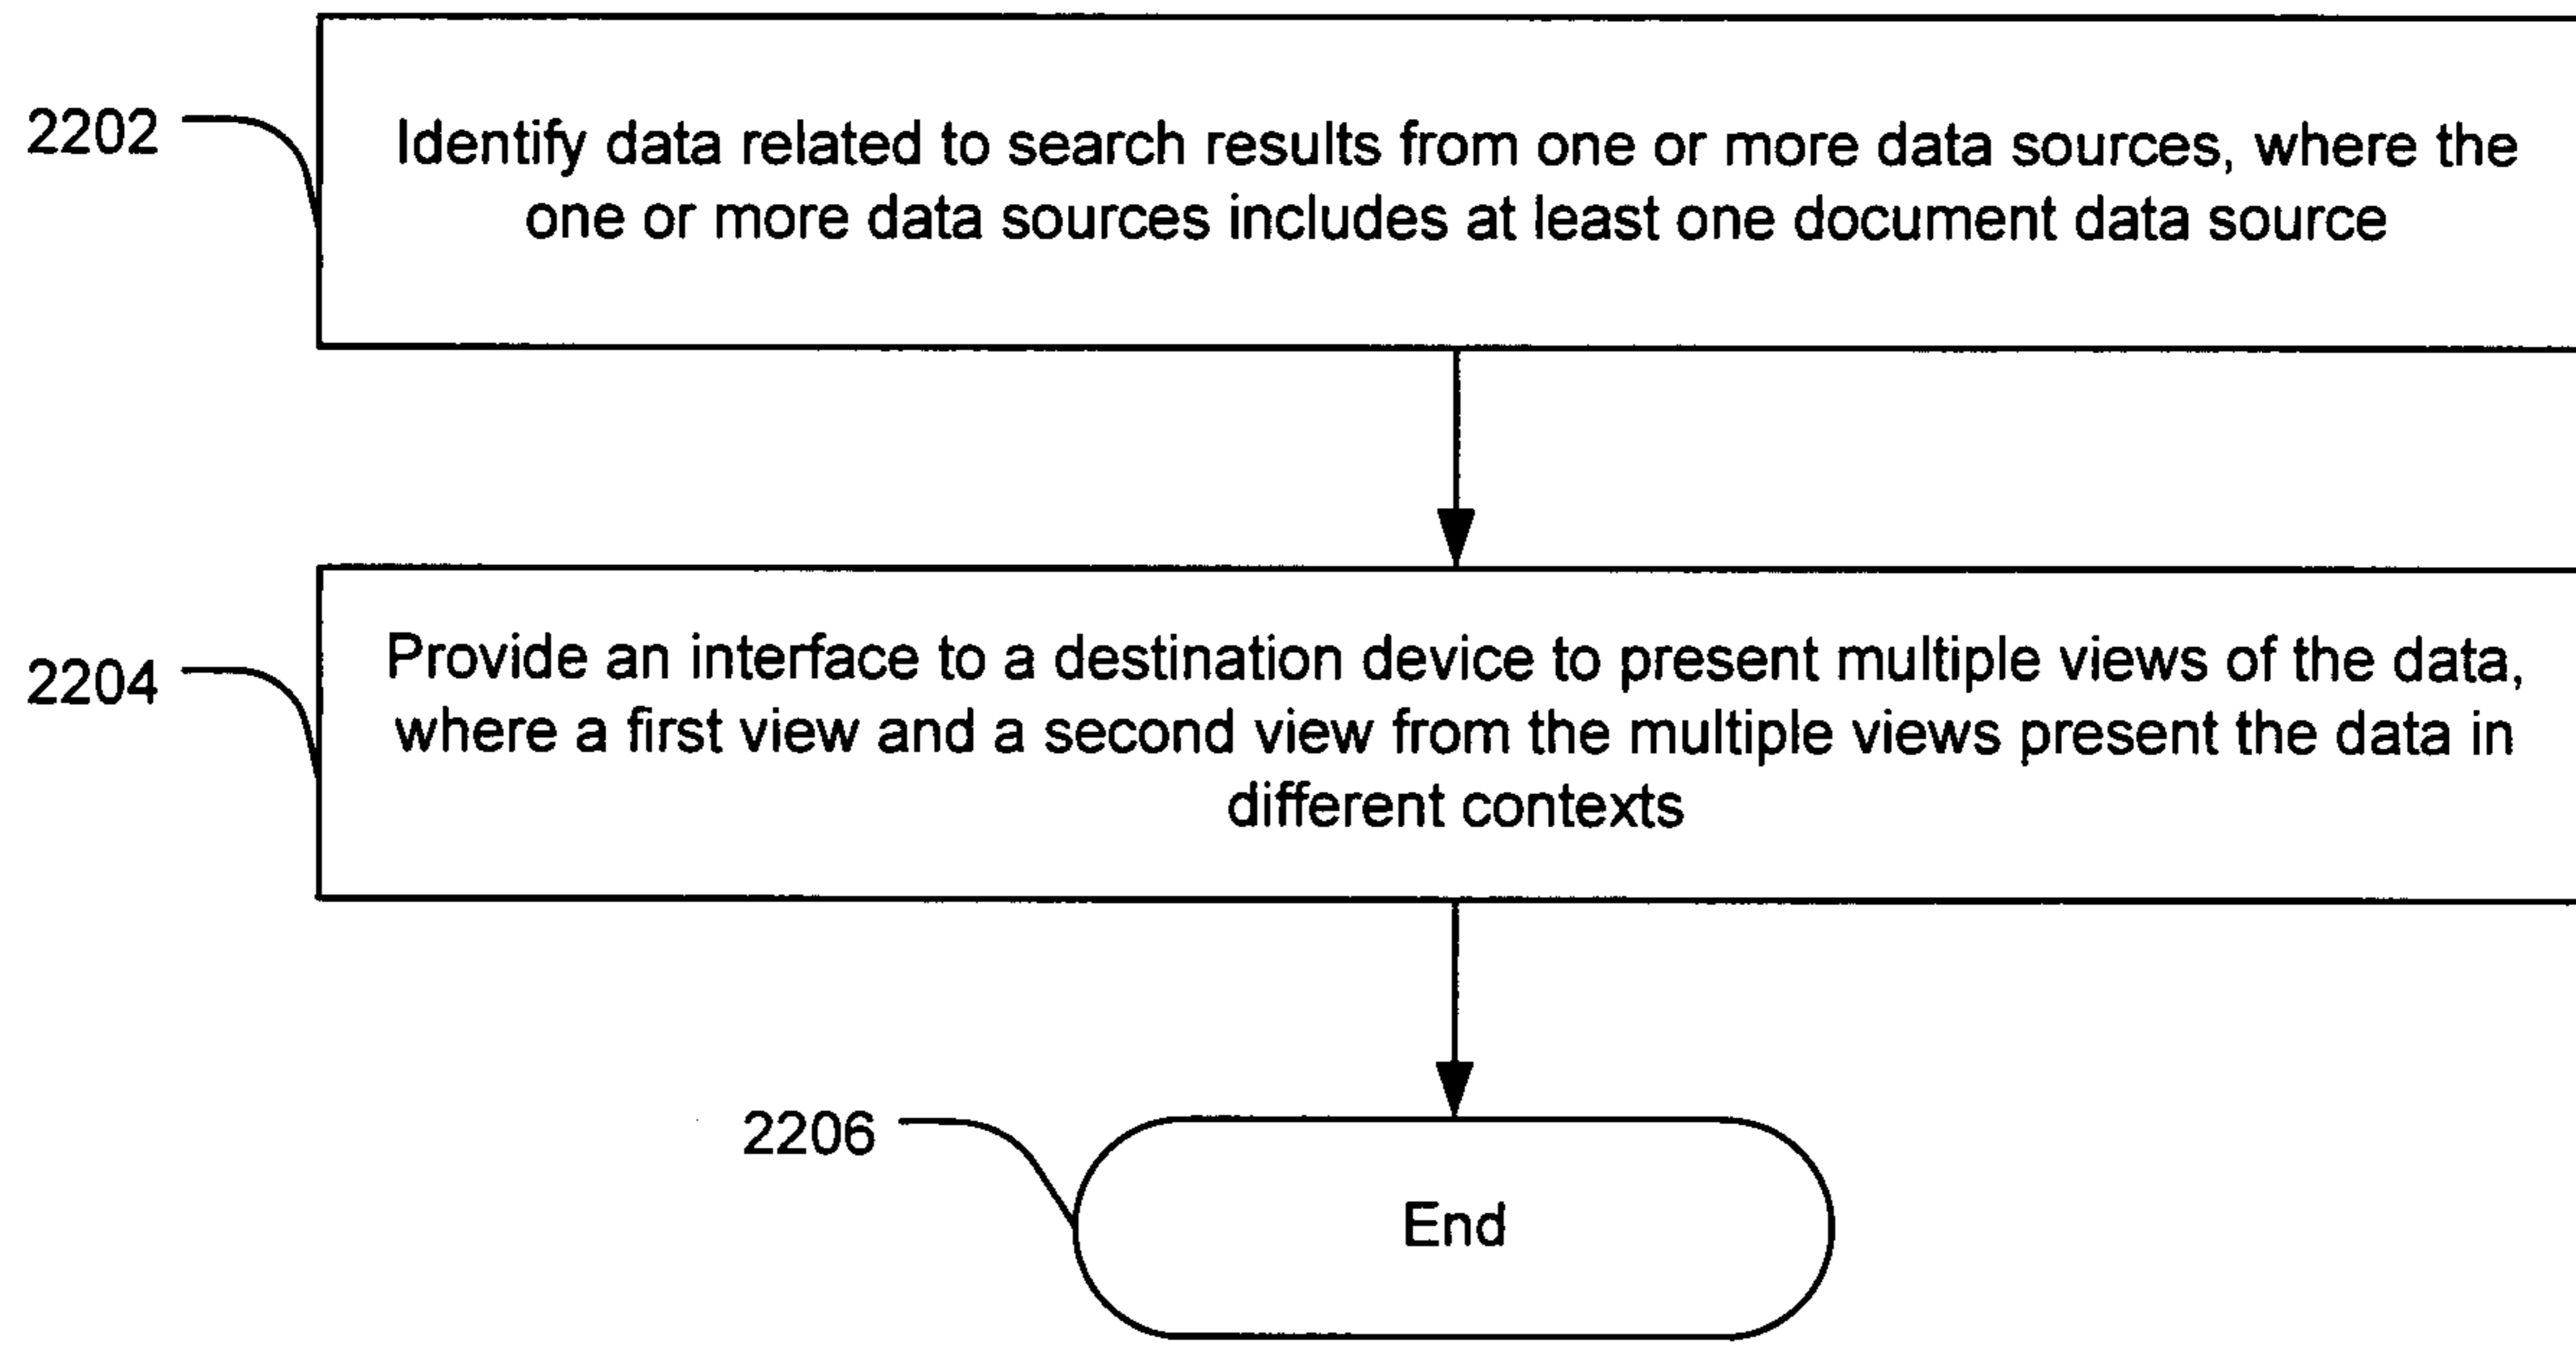 2202
Identify data related to search results from one or more data sources, where the
one or more data sources includes at least one document data source
2204
Provide an interface to a destination device to present multiple views of the data,
where a first view and a second view from the multiple views present the data in
different contexts
2206
End